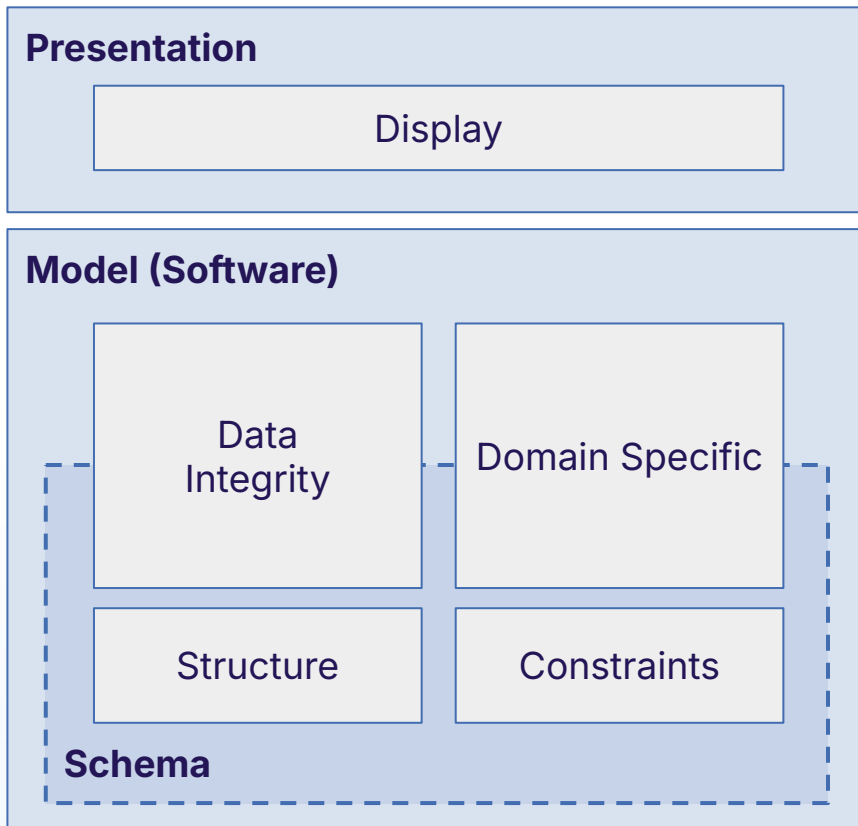 Presentation
Display
Model (Software)
Data
Integrity
Domain Specific
Structure
Constraints
Schema